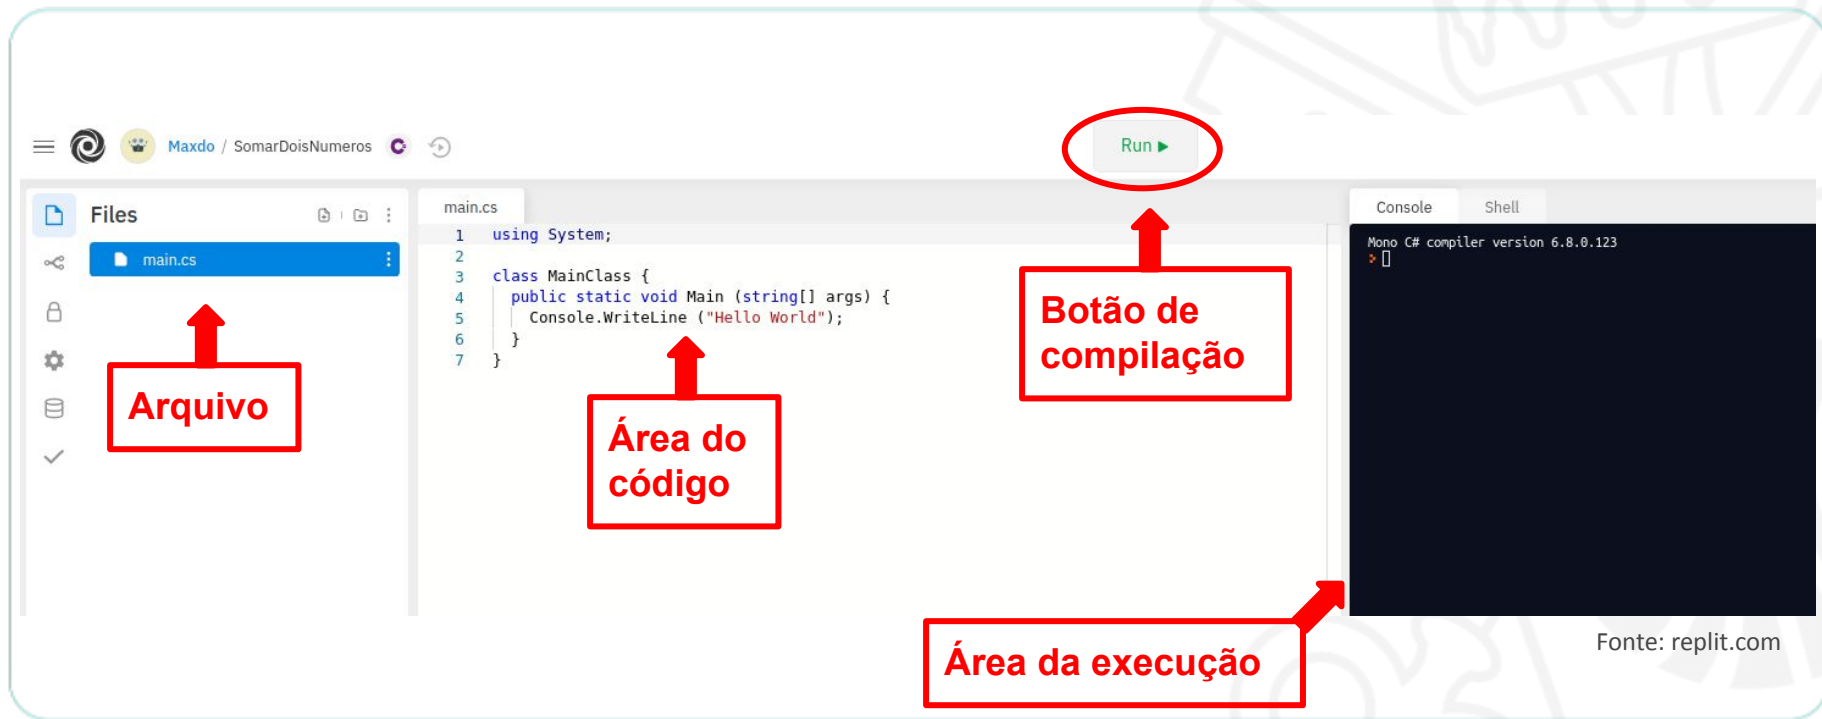 Maxdo / SomarDoisNumeros
Run
Files
main.cs
main.cs
1 using System;
2
3 class MainClass {
4 public static void Main (string[] args) {
5 Console.WriteLine ("Hello World");
6 }
7 }
Console Shell
Mono C# compiler version 6.8.0.123
Arquivo
Área do
código
Botão de
compilação
Área da execução
Fonte: replit.com